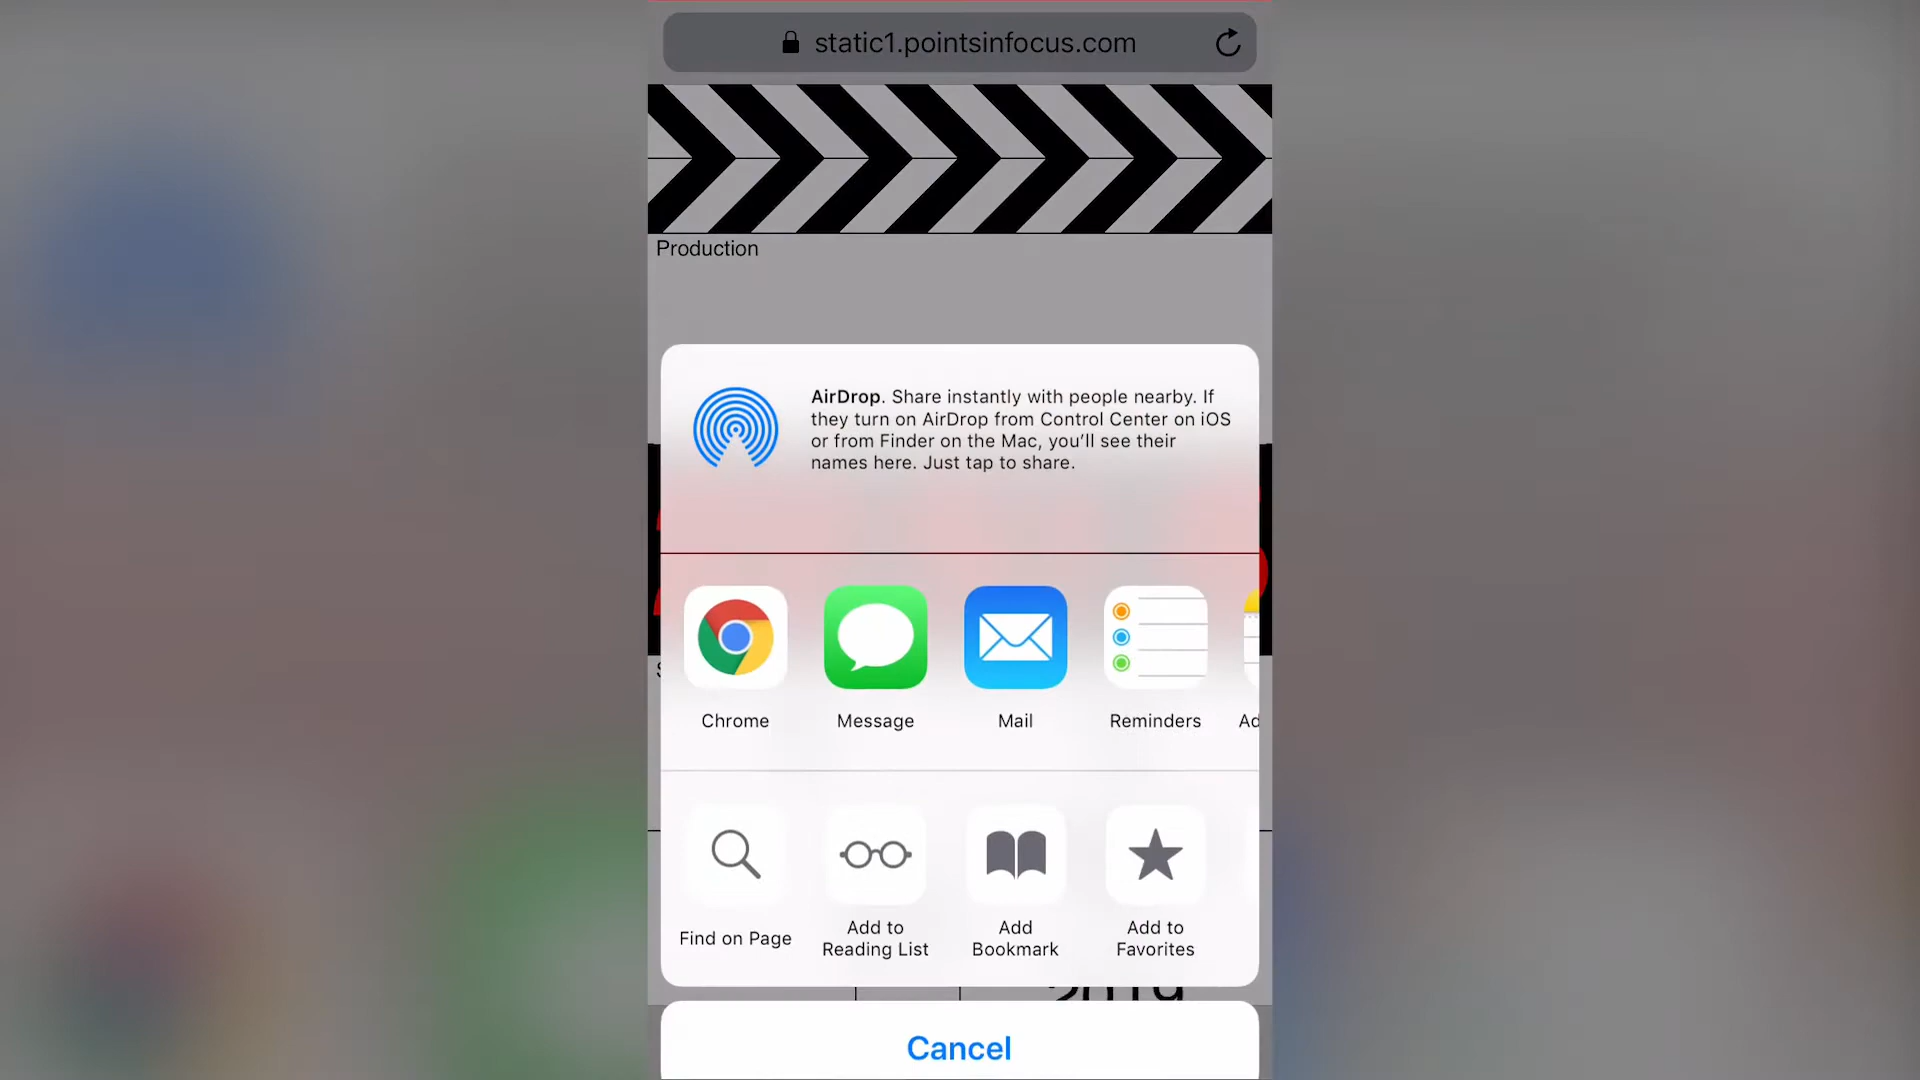 static1.pointsinfocus.com
Production
AirDrop. Share instantly with people nearby. If
they turn on AirDrop from Control Center on iOS
or from Finder on the Mac, you’ll see their
names here. Just tap to share.
Chrome
Message
Mail
Reminders
Ad
Find on Page
Add to
Reading List
Add
Bookmark
Add to
Favorites
2019
Cancel